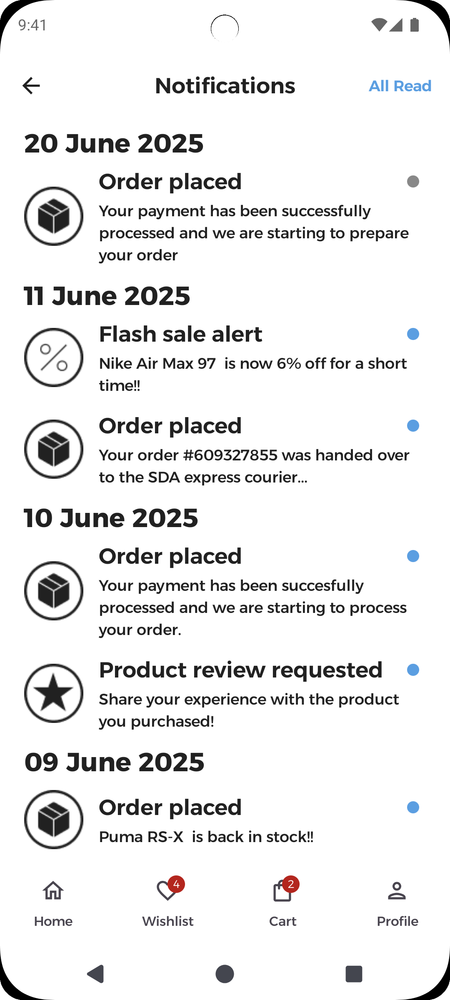 9:41
Notifications
All Read
20 June 2025
Order placed
Your payment has been successfully
processed and we are starting to prepare
your order
11 June 2025
Flash sale alert
Nike Air Max 97  is now 6% off for a short
time!!
Order placed
Your order #609327855 was handed over
to the SDA express courier...
10 June 2025
Order placed
Your payment has been succesfully
processed and we are starting to process
your order.
Product review requested
Share your experience with the product
you purchased!
09 June 2025
Order placed
Puma RS-X  is back in stock!!
4
2
Home
Wishlist
Cart
Profile